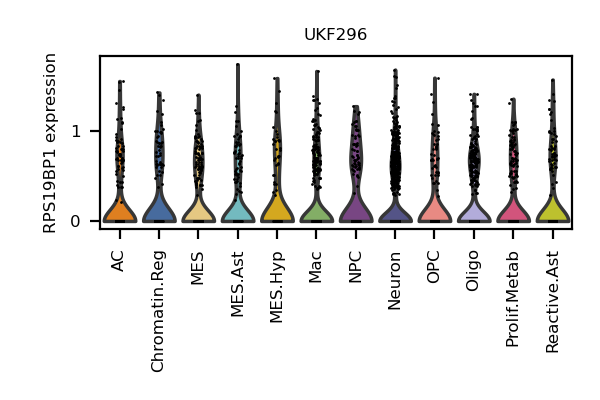 UKF296
RPS19BP1 expression
1
0
AC
Chromatin.Reg
MES
MES.Ast
MES.Hyp
Mac
NPC
Neuron
OPC
Oligo
Prolif.Metab
Reactive.Ast